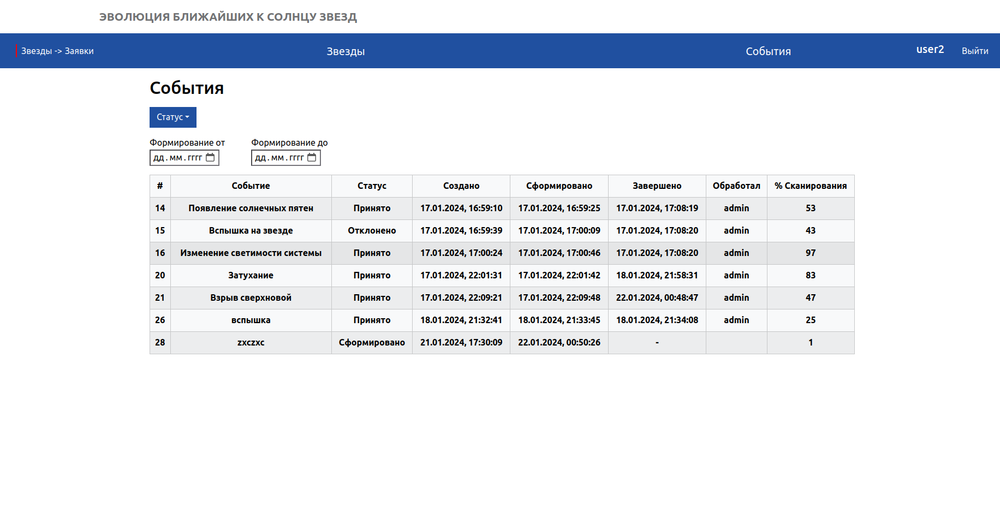 ЭВОЛЮЦИЯ БЛИЖАЙШИХ К СОЛНЦУ ЗВЕЗД
Звезды -> Заявки Звезды События user2 Выйти
События
Статус
Формирование от Формирование до
дд.мм.гггг дд.мм.гггг
# Событие Статус Создано Сформировано Завершено Обработал % Сканирования
14 Появление солнечных пятен Принято 17.01.2024, 16:59:10 17.01.2024, 16:59:25 17.01.2024, 17:08:19 admin 53
15 Вспышка на звезде Отклонено 17.01.2024, 16:59:39 17.01.2024, 17:00:09 17.01.2024, 17:08:20 admin 43
16 Изменение светимости системы Принято 17.01.2024, 17:00:24 17.01.2024, 17:00:46 17.01.2024, 17:08:20 admin 97
20 Затухание Принято 17.01.2024, 22:01:31 17.01.2024, 22:01:42 18.01.2024, 21:58:31 admin 83
21 Взрыв сверхновой Принято 17.01.2024, 22:09:21 17.01.2024, 22:09:48 22.01.2024, 00:48:47 admin 47
26 вспышка Принято 18.01.2024, 21:32:41 18.01.2024, 21:33:45 18.01.2024, 21:34:08 admin 25
28 zxczxc Сформировано 21.01.2024, 17:30:09 22.01.2024, 00:50:26 - 1